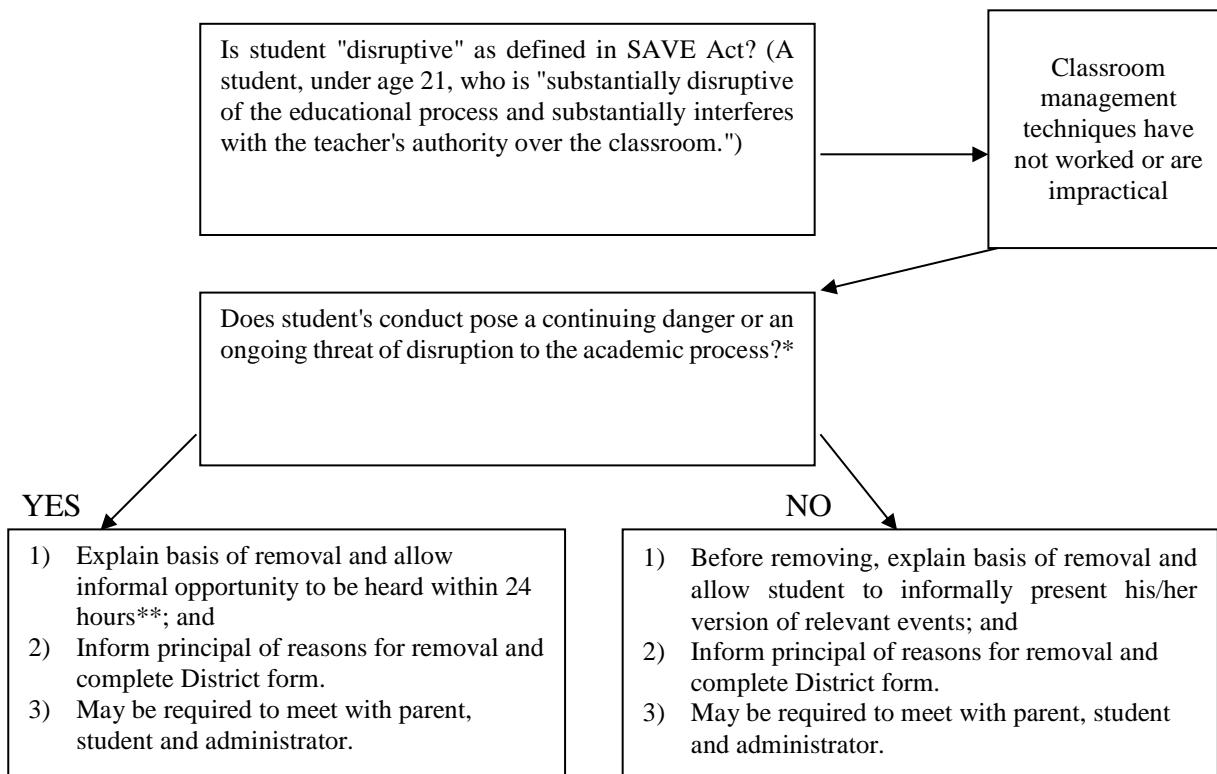 Is student "disruptive" as defined in SAVE Act? (A
student, under age 21, who is "substantially disruptive
of the educational process and substantially interferes
with the teacher's authority over the classroom.")
Classroom
management
techniques have
not worked or are
impractical
Does student's conduct pose a continuing danger or an
ongoing threat of disruption to the academic process?*
YES
1) Explain basis of removal and allow
informal opportunity to be heard within 24
hours**; and
2) Inform principal of reasons for removal and
complete District form.
3) May be required to meet with parent,
student and administrator.
NO
1) Before removing, explain basis of removal and
allow student to informally present his/her
version of relevant events; and
2) Inform principal of reasons for removal and
complete District form.
3) May be required to meet with parent, student
and administrator.